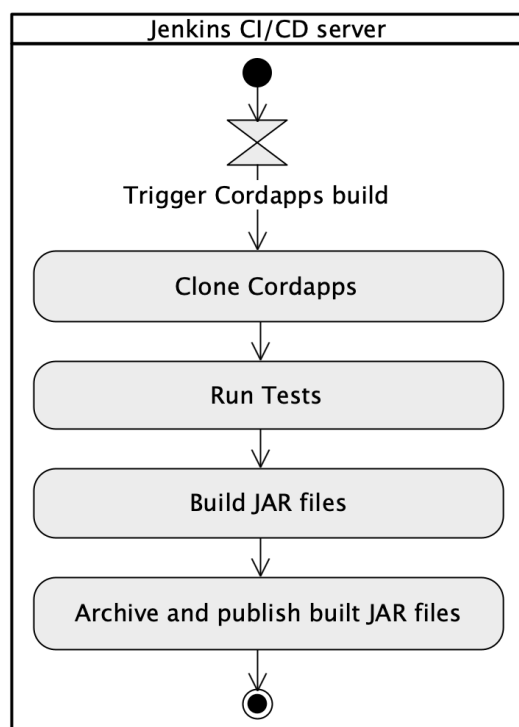 Jenkins CI/CD server
Trigger Cordapps build
Clone Cordapps
Run Tests
Build JAR files
Archive and publish built JAR files